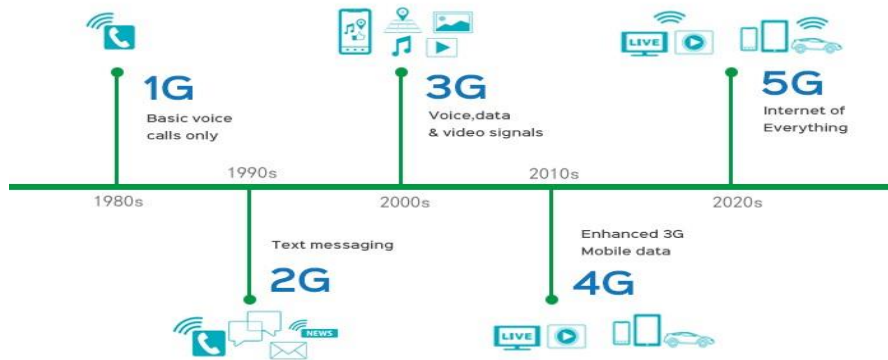 LIVE
1G
Basic voice
calls only
3G
Voice,data
& video signals
5G
Internet of
Everything
1990s
2010s
1980s
2000s
2020s
Text messaging
2G
Enhanced 3G
Mobile data
4G
NEWS
LIVE